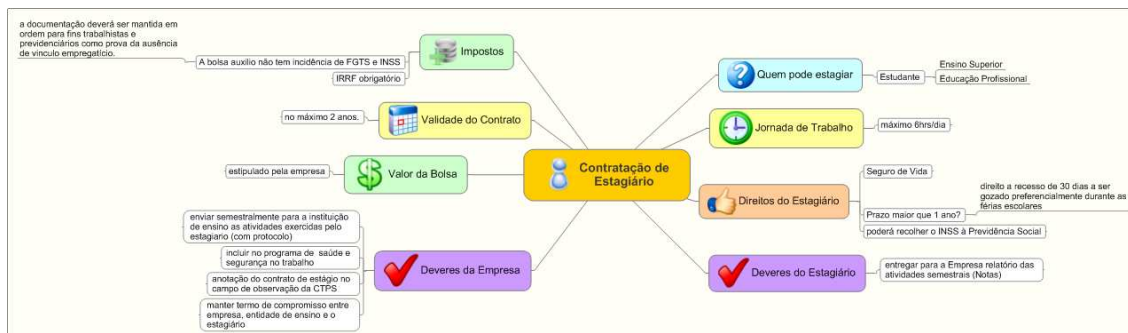 Contratação de
Estagiário
Impostos
A bolsa auxilio não tem incidência de FGTS e INSS
a documentação deverá ser mantida em
ordem para fins trabalhistas e
previdenciários como prova da ausência
de vinculo empregatício.
IRRF obrigatório
Validade do Contrato
no máximo 2 anos.
Valor da Bolsa
estipulado pela empresa
Deveres da Empresa
enviar semestralmente para a instituição
de ensino as atividades exercidas pelo
estagiario (com protocolo)
incluir no programa de saúde e
segurança no trabalho
anotação do contrato de estágio no
campo de observação da CTPS
manter termo de compromisso entre
empresa, entidade de ensino e o
estagiário
Quem pode estagiar
Estudante
Ensino Superior
Educação Profissional
Jornada de Trabalho
máximo 6hrs/dia
Direitos do Estagiário
Seguro de Vida
Prazo maior que 1 ano?
direito a recesso de 30 dias a ser
gozado preferencialmente durante as
férias escolares
poderá recolher o INSS à Previdência Social
Deveres do Estagiário
entregar para a Empresa relatório das
atividades semestrais (Notas)